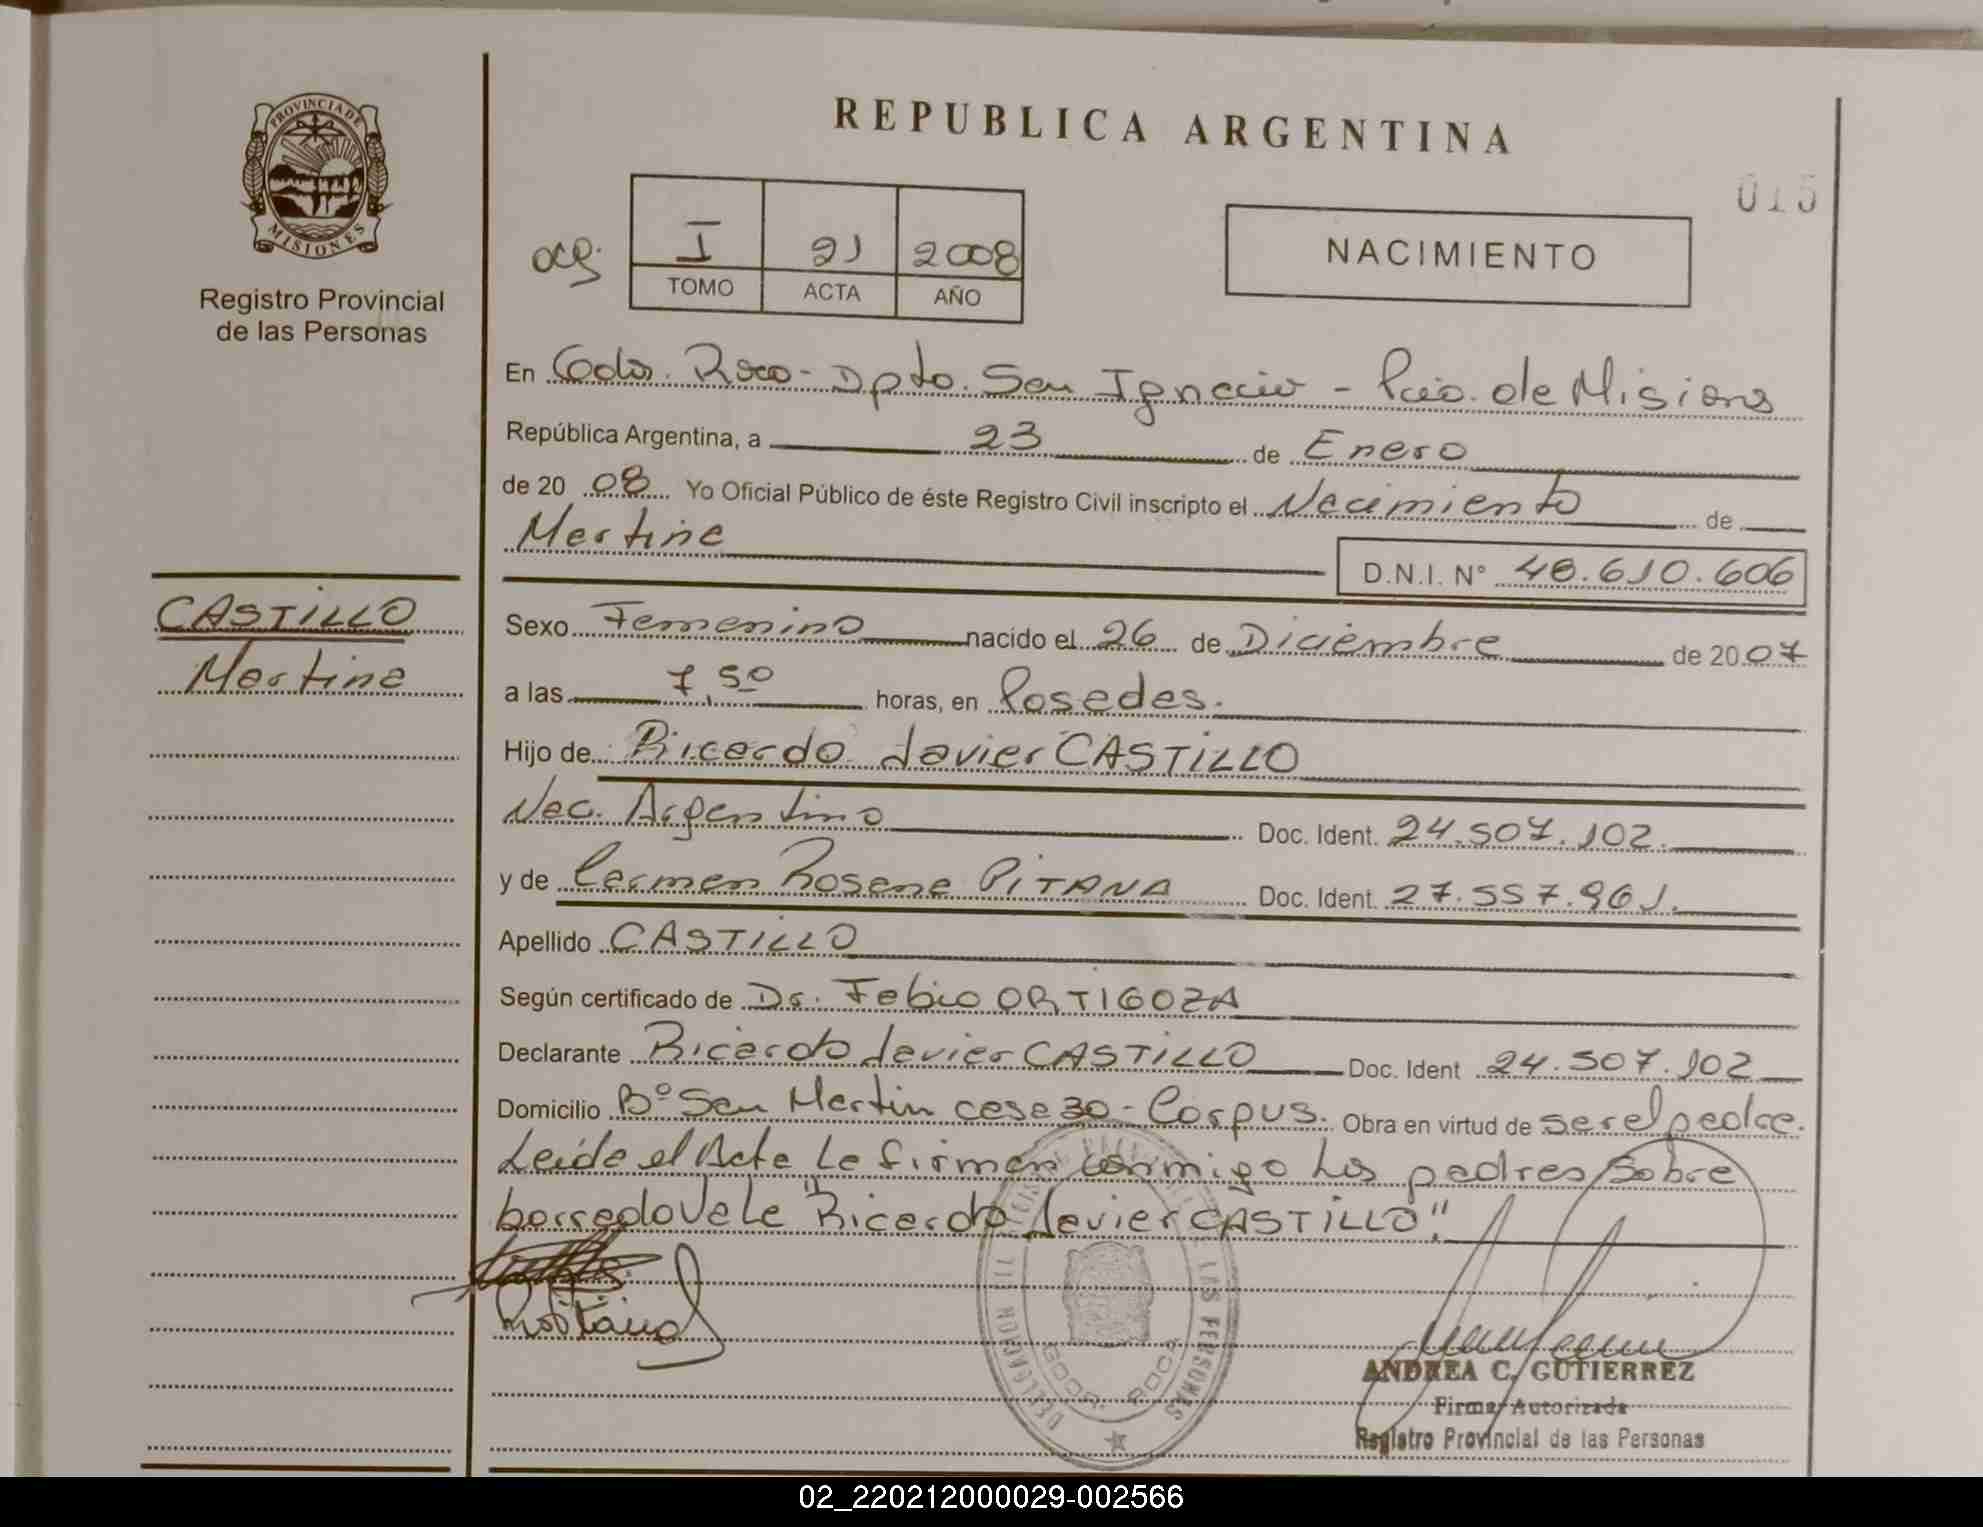 PROVINCIA DE
MISIONES
Registro Provincial
de las Personas
REPUBLICA ARGENTINA
015
I 21 2008
TOMO ACTA AÑO
NACIMIENTO
En Gdor. Roca - Dpto. San Ignacio - Pcia. de Misiones
República Argentina, a 23 de Enero
de 20 08 Yo Oficial Público de éste Registro Civil inscripto el Nacimiento de
Martina
D.N.I. N° 48.610.606
CASTILLO
Martina
Sexo Femenino nacido el 26 de Diciembre de 20 07
a las 7,50 horas, en Posadas.
Hijo de Ricardo Javier CASTILLO
Nac. Argentino Doc. Ident. 24.507.102.
y de Carmen Rosana PITANA Doc. Ident. 27.557.961.
Apellido CASTILLO
Según certificado de Dr. Fabio ORTIGOZA
Declarante Ricardo Javier CASTILLO Doc. Ident 24.507.102
Domicilio B° San Martin casa 30 - Corpus. Obra en virtud de ser el padre.
Leida el Acta La firman conmigo Los padres sobre
borrado Vale "Ricardo Javier CASTILLO".
ANDREA C. GUTIERREZ
Firma Autorizada
Registro Provincial de las Personas
02_220212000029-002566